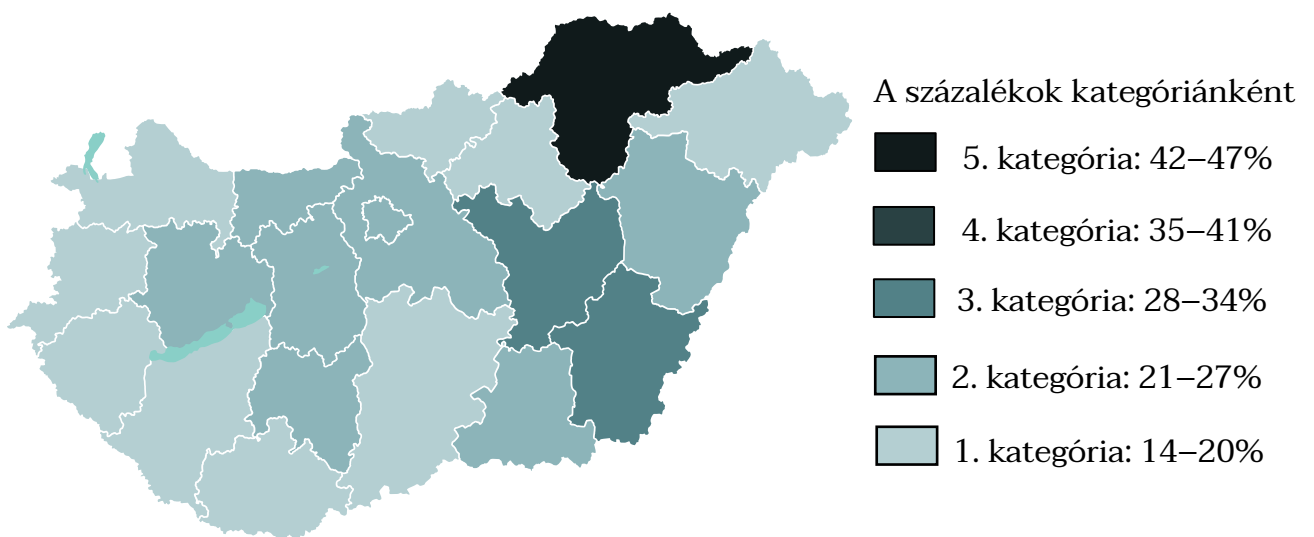 A százalékok kategóriánként
5. kategória: 42–47%
4. kategória: 35–41%
3. kategória: 28–34%
2. kategória: 21–27%
1. kategória: 14–20%